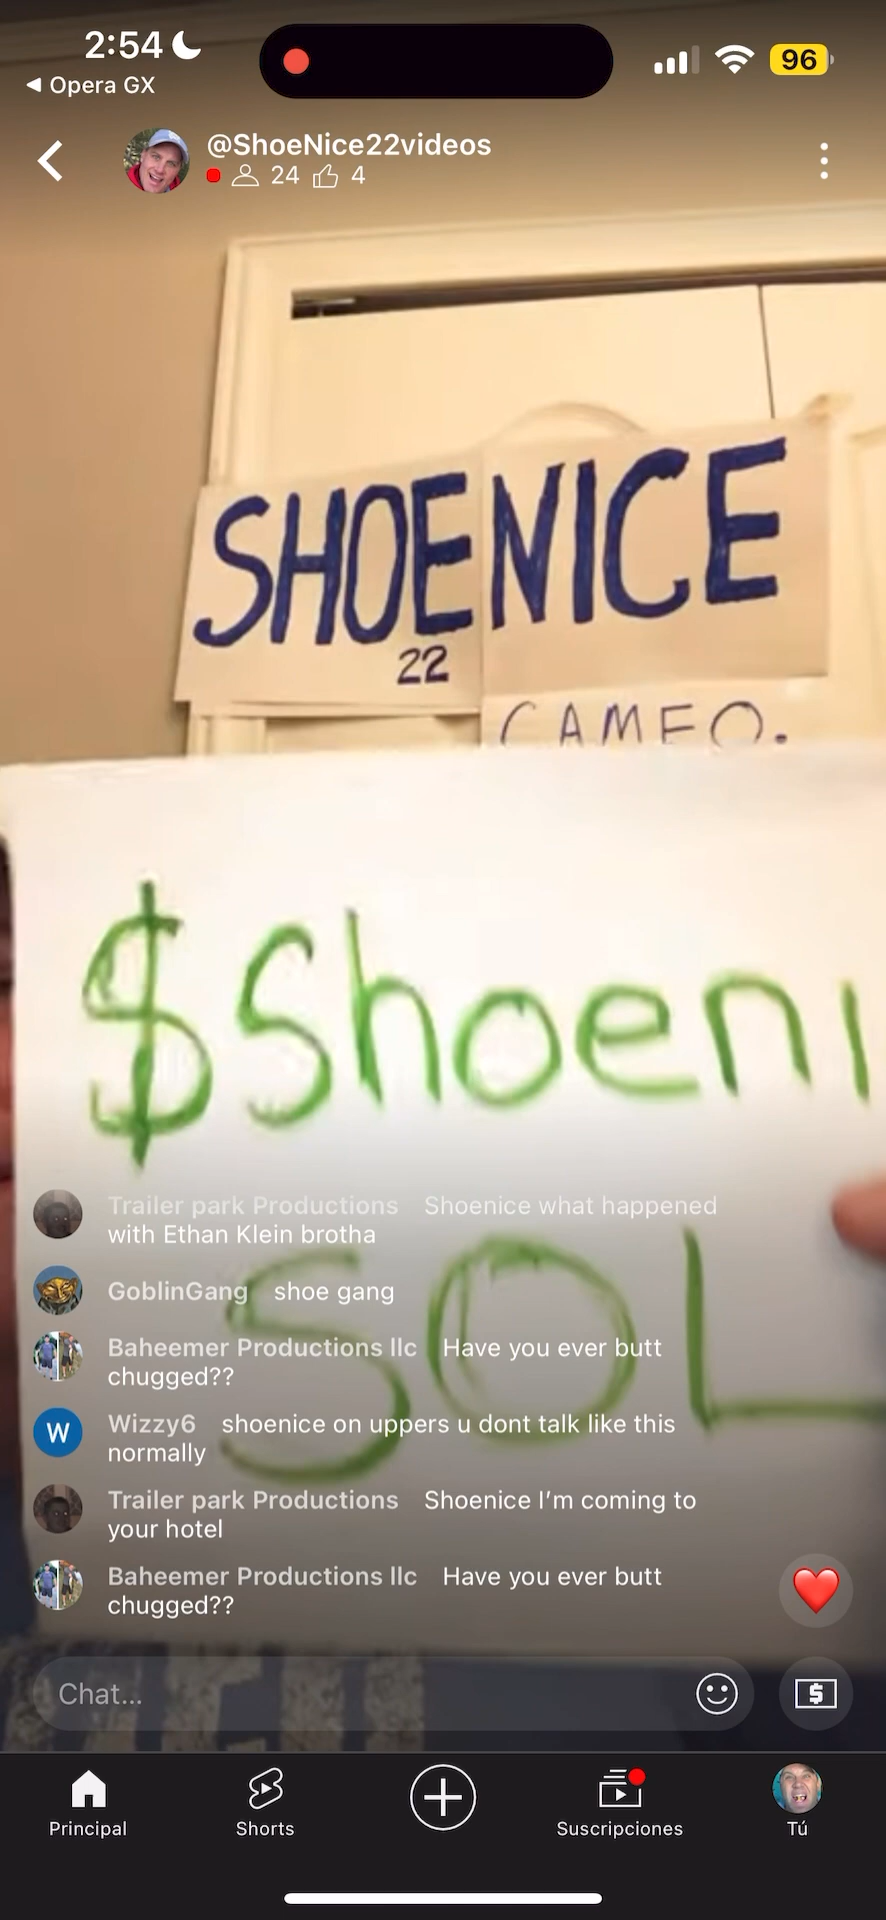 2:54
96
Opera GX
@ShoeNice22videos
24 4
SHOENICE
22
CAMEO.
$Shoeni
SOL
Trailer park Productions Shoenice what happened
with Ethan Klein brotha
GoblinGang shoe gang
Baheemer Productions llc Have you ever butt
chugged??
Wizzy6 shoenice on uppers u dont talk like this
normally
W
Trailer park Productions Shoenice I'm coming to
your hotel
Baheemer Productions llc Have you ever butt
chugged??
Chat...
$
Principal
Shorts
Suscripciones
Tú